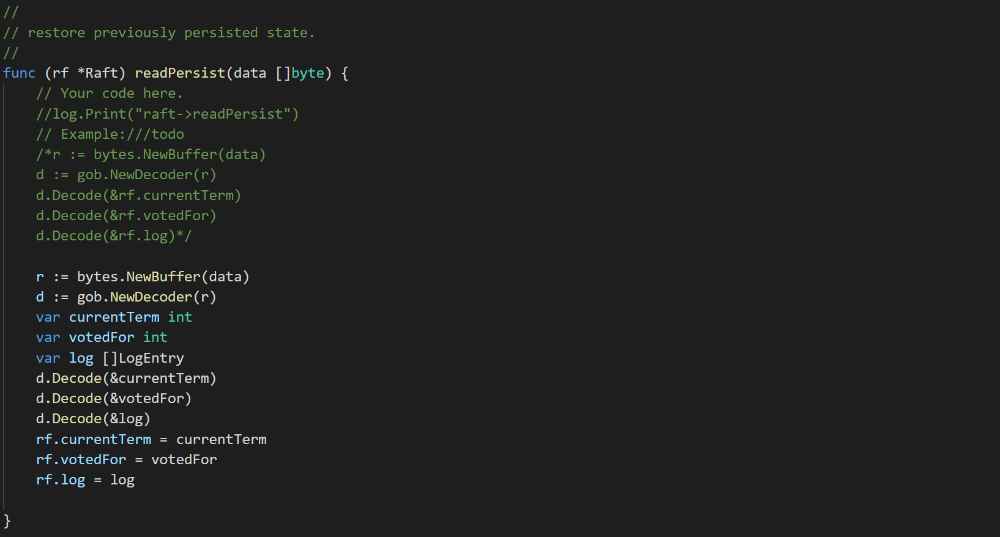 //
// restore previously persisted state.
//
func (rf *Raft) readPersist(data []byte) {
    // Your code here.
    //log.Print("raft->readPersist")
    // Example:///todo
    /*r := bytes.NewBuffer(data)
    d := gob.NewDecoder(r)
    d.Decode(&rf.currentTerm)
    d.Decode(&rf.votedFor)
    d.Decode(&rf.log)*/

    r := bytes.NewBuffer(data)
    d := gob.NewDecoder(r)
    var currentTerm int
    var votedFor int
    var log []LogEntry
    d.Decode(&currentTerm)
    d.Decode(&votedFor)
    d.Decode(&log)
    rf.currentTerm = currentTerm
    rf.votedFor = votedFor
    rf.log = log

}